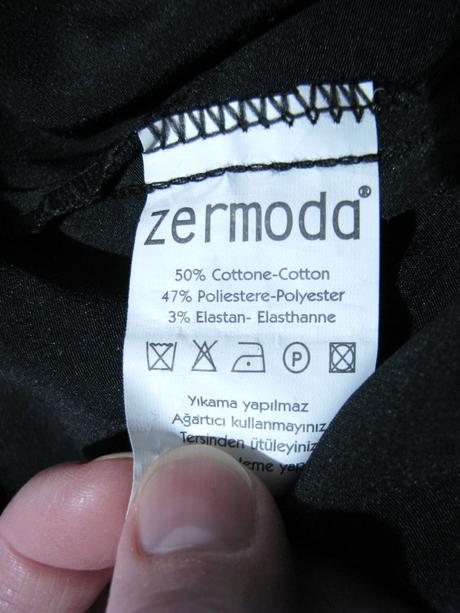 zermoda®
50% Cottone-Cotton
47% Poliestere-Polyester
3% Elastan- Elasthanne
P
Yıkama yapılmaz
Ağartıcı kullanmayınız
Tersinden ütüleyiniz